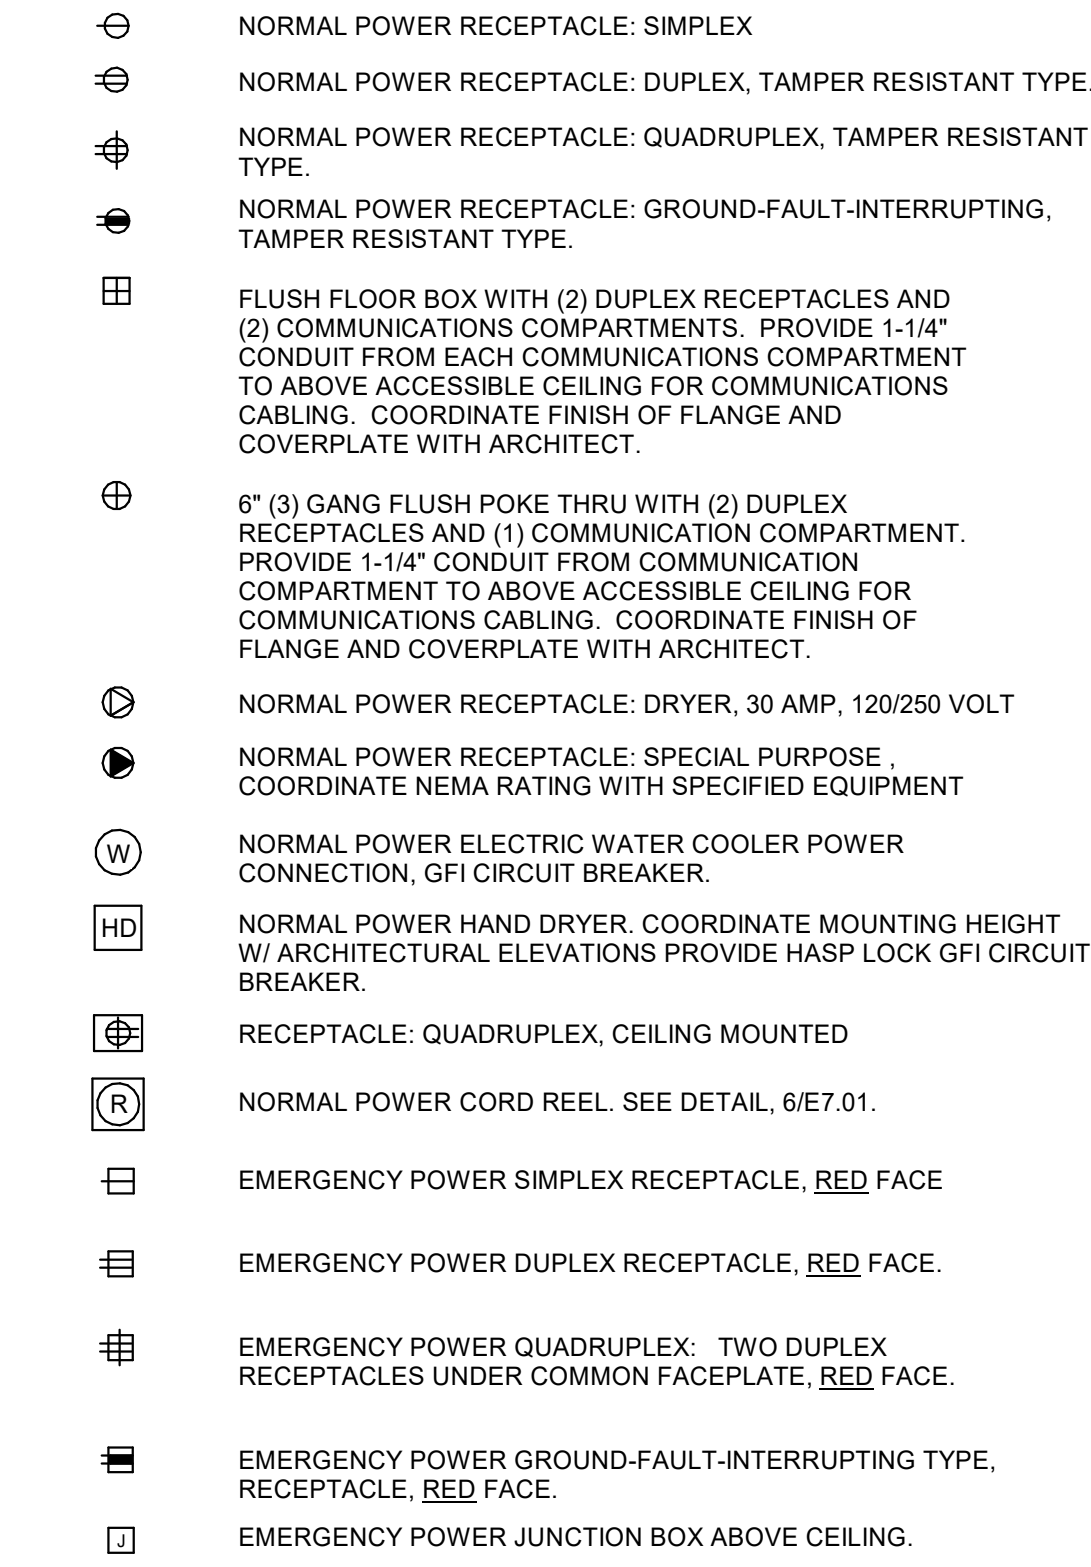 NORMAL POWER RECEPTACLE: SIMPLEX
NORMAL POWER RECEPTACLE: DUPLEX, TAMPER RESISTANT TYPE.
NORMAL POWER RECEPTACLE: QUADRUPLEX, TAMPER RESISTANT
TYPE.
NORMAL POWER RECEPTACLE: GROUND-FAULT-INTERRUPTING,
TAMPER RESISTANT TYPE.
FLUSH FLOOR BOX WITH (2) DUPLEX RECEPTACLES AND
(2) COMMUNICATIONS COMPARTMENTS.  PROVIDE 1-1/4"
CONDUIT FROM EACH COMMUNICATIONS COMPARTMENT
TO ABOVE ACCESSIBLE CEILING FOR COMMUNICATIONS
CABLING.  COORDINATE FINISH OF FLANGE AND
COVERPLATE WITH ARCHITECT.
6" (3) GANG FLUSH POKE THRU WITH (2) DUPLEX
RECEPTACLES AND (1) COMMUNICATION COMPARTMENT.
PROVIDE 1-1/4" CONDUIT FROM COMMUNICATION
COMPARTMENT TO ABOVE ACCESSIBLE CEILING FOR
COMMUNICATIONS CABLING.  COORDINATE FINISH OF
FLANGE AND COVERPLATE WITH ARCHITECT.
NORMAL POWER RECEPTACLE: DRYER, 30 AMP, 120/250 VOLT
NORMAL POWER RECEPTACLE: SPECIAL PURPOSE ,
COORDINATE NEMA RATING WITH SPECIFIED EQUIPMENT
W NORMAL POWER ELECTRIC WATER COOLER POWER
CONNECTION, GFI CIRCUIT BREAKER.
HD NORMAL POWER HAND DRYER. COORDINATE MOUNTING HEIGHT
W/ ARCHITECTURAL ELEVATIONS PROVIDE HASP LOCK GFI CIRCUIT
BREAKER.
RECEPTACLE: QUADRUPLEX, CEILING MOUNTED
R NORMAL POWER CORD REEL. SEE DETAIL, 6/E7.01.
EMERGENCY POWER SIMPLEX RECEPTACLE, RED FACE
EMERGENCY POWER DUPLEX RECEPTACLE, RED FACE.
EMERGENCY POWER QUADRUPLEX:   TWO DUPLEX
RECEPTACLES UNDER COMMON FACEPLATE, RED FACE.
EMERGENCY POWER GROUND-FAULT-INTERRUPTING TYPE,
RECEPTACLE, RED FACE.
J EMERGENCY POWER JUNCTION BOX ABOVE CEILING.